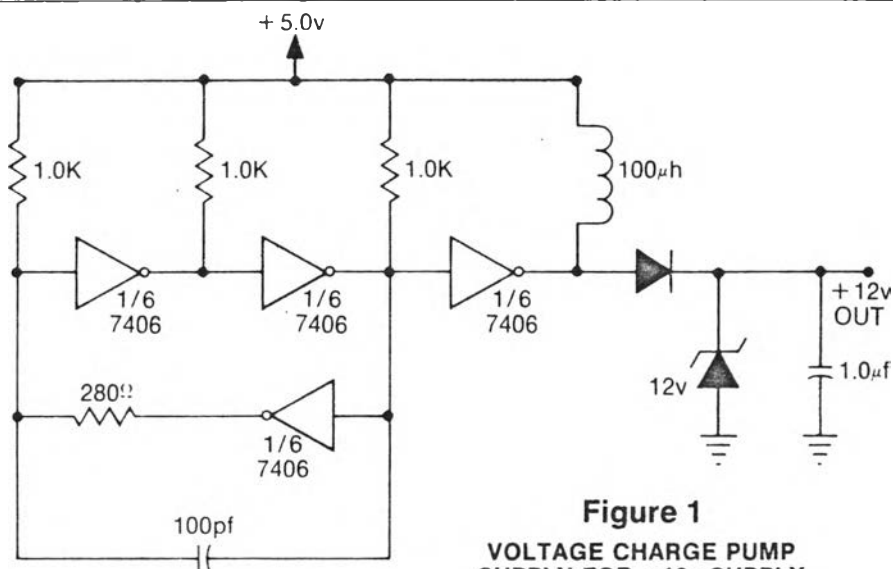 + 5.0v
1.0K
1.0K
1.0K
100μh
1/6
7406
1/6
7406
1/6
7406
+ 12v
OUT
280Ω
12v
1.0μf
1/6
7406
100pf
Figure 1
VOLTAGE CHARGE PUMP